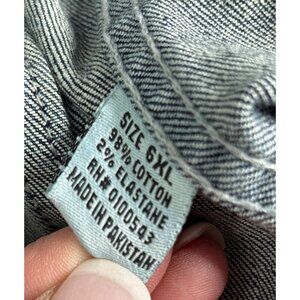 SIZE 6XL
98% COTTON
2% ELASTANE
RN# 0100543
MADE IN PAKISTAN